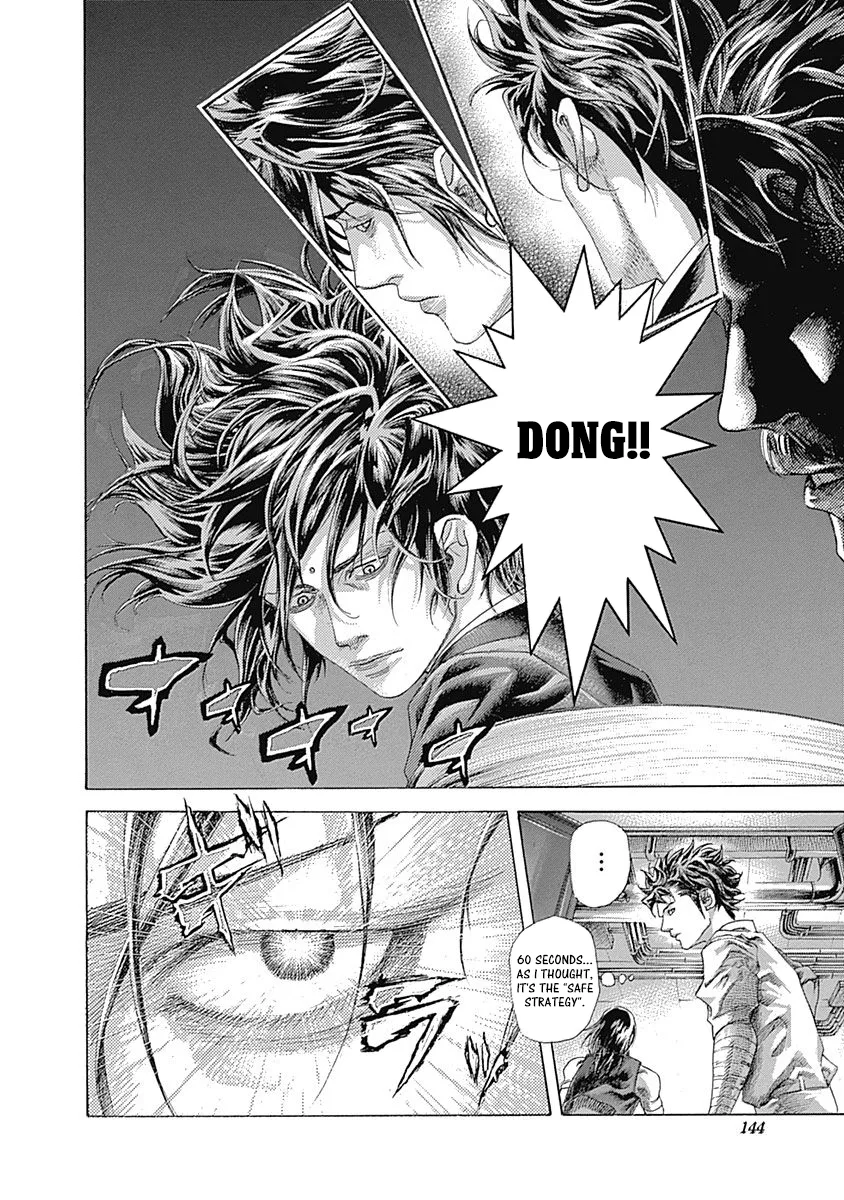 DONG!!
...
60 SECONDS...
AS I THOUGHT,
IT'S THE "SAFE
STRATEGY".
144